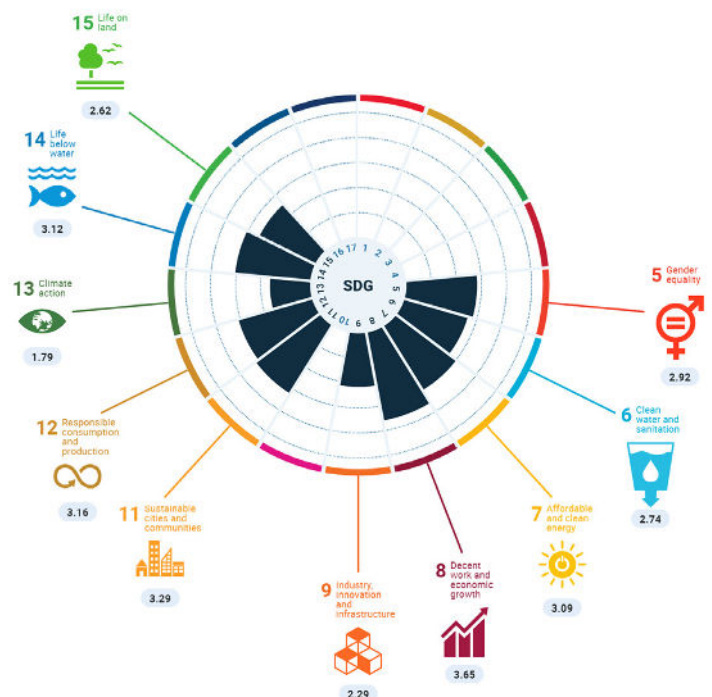 15 Life on
land
2.62
14 Life
below
water
3.12
13 Climate
action
1.79
12 Responsible
consumption
and
production
3.16
11 Sustainable
cities and
communities
3.29
9 Industry,
innovation
and
infrastructure
2.29
8 Decent
work and
economic
growth
3.65
7 Affordable
and clean
energy
3.09
6 Clean
water and
sanitation
2.74
5 Gender
equality
2.92
SDG
1
2
3
4
5
6
7
8
9
10
11
12
13
14
15
16
17